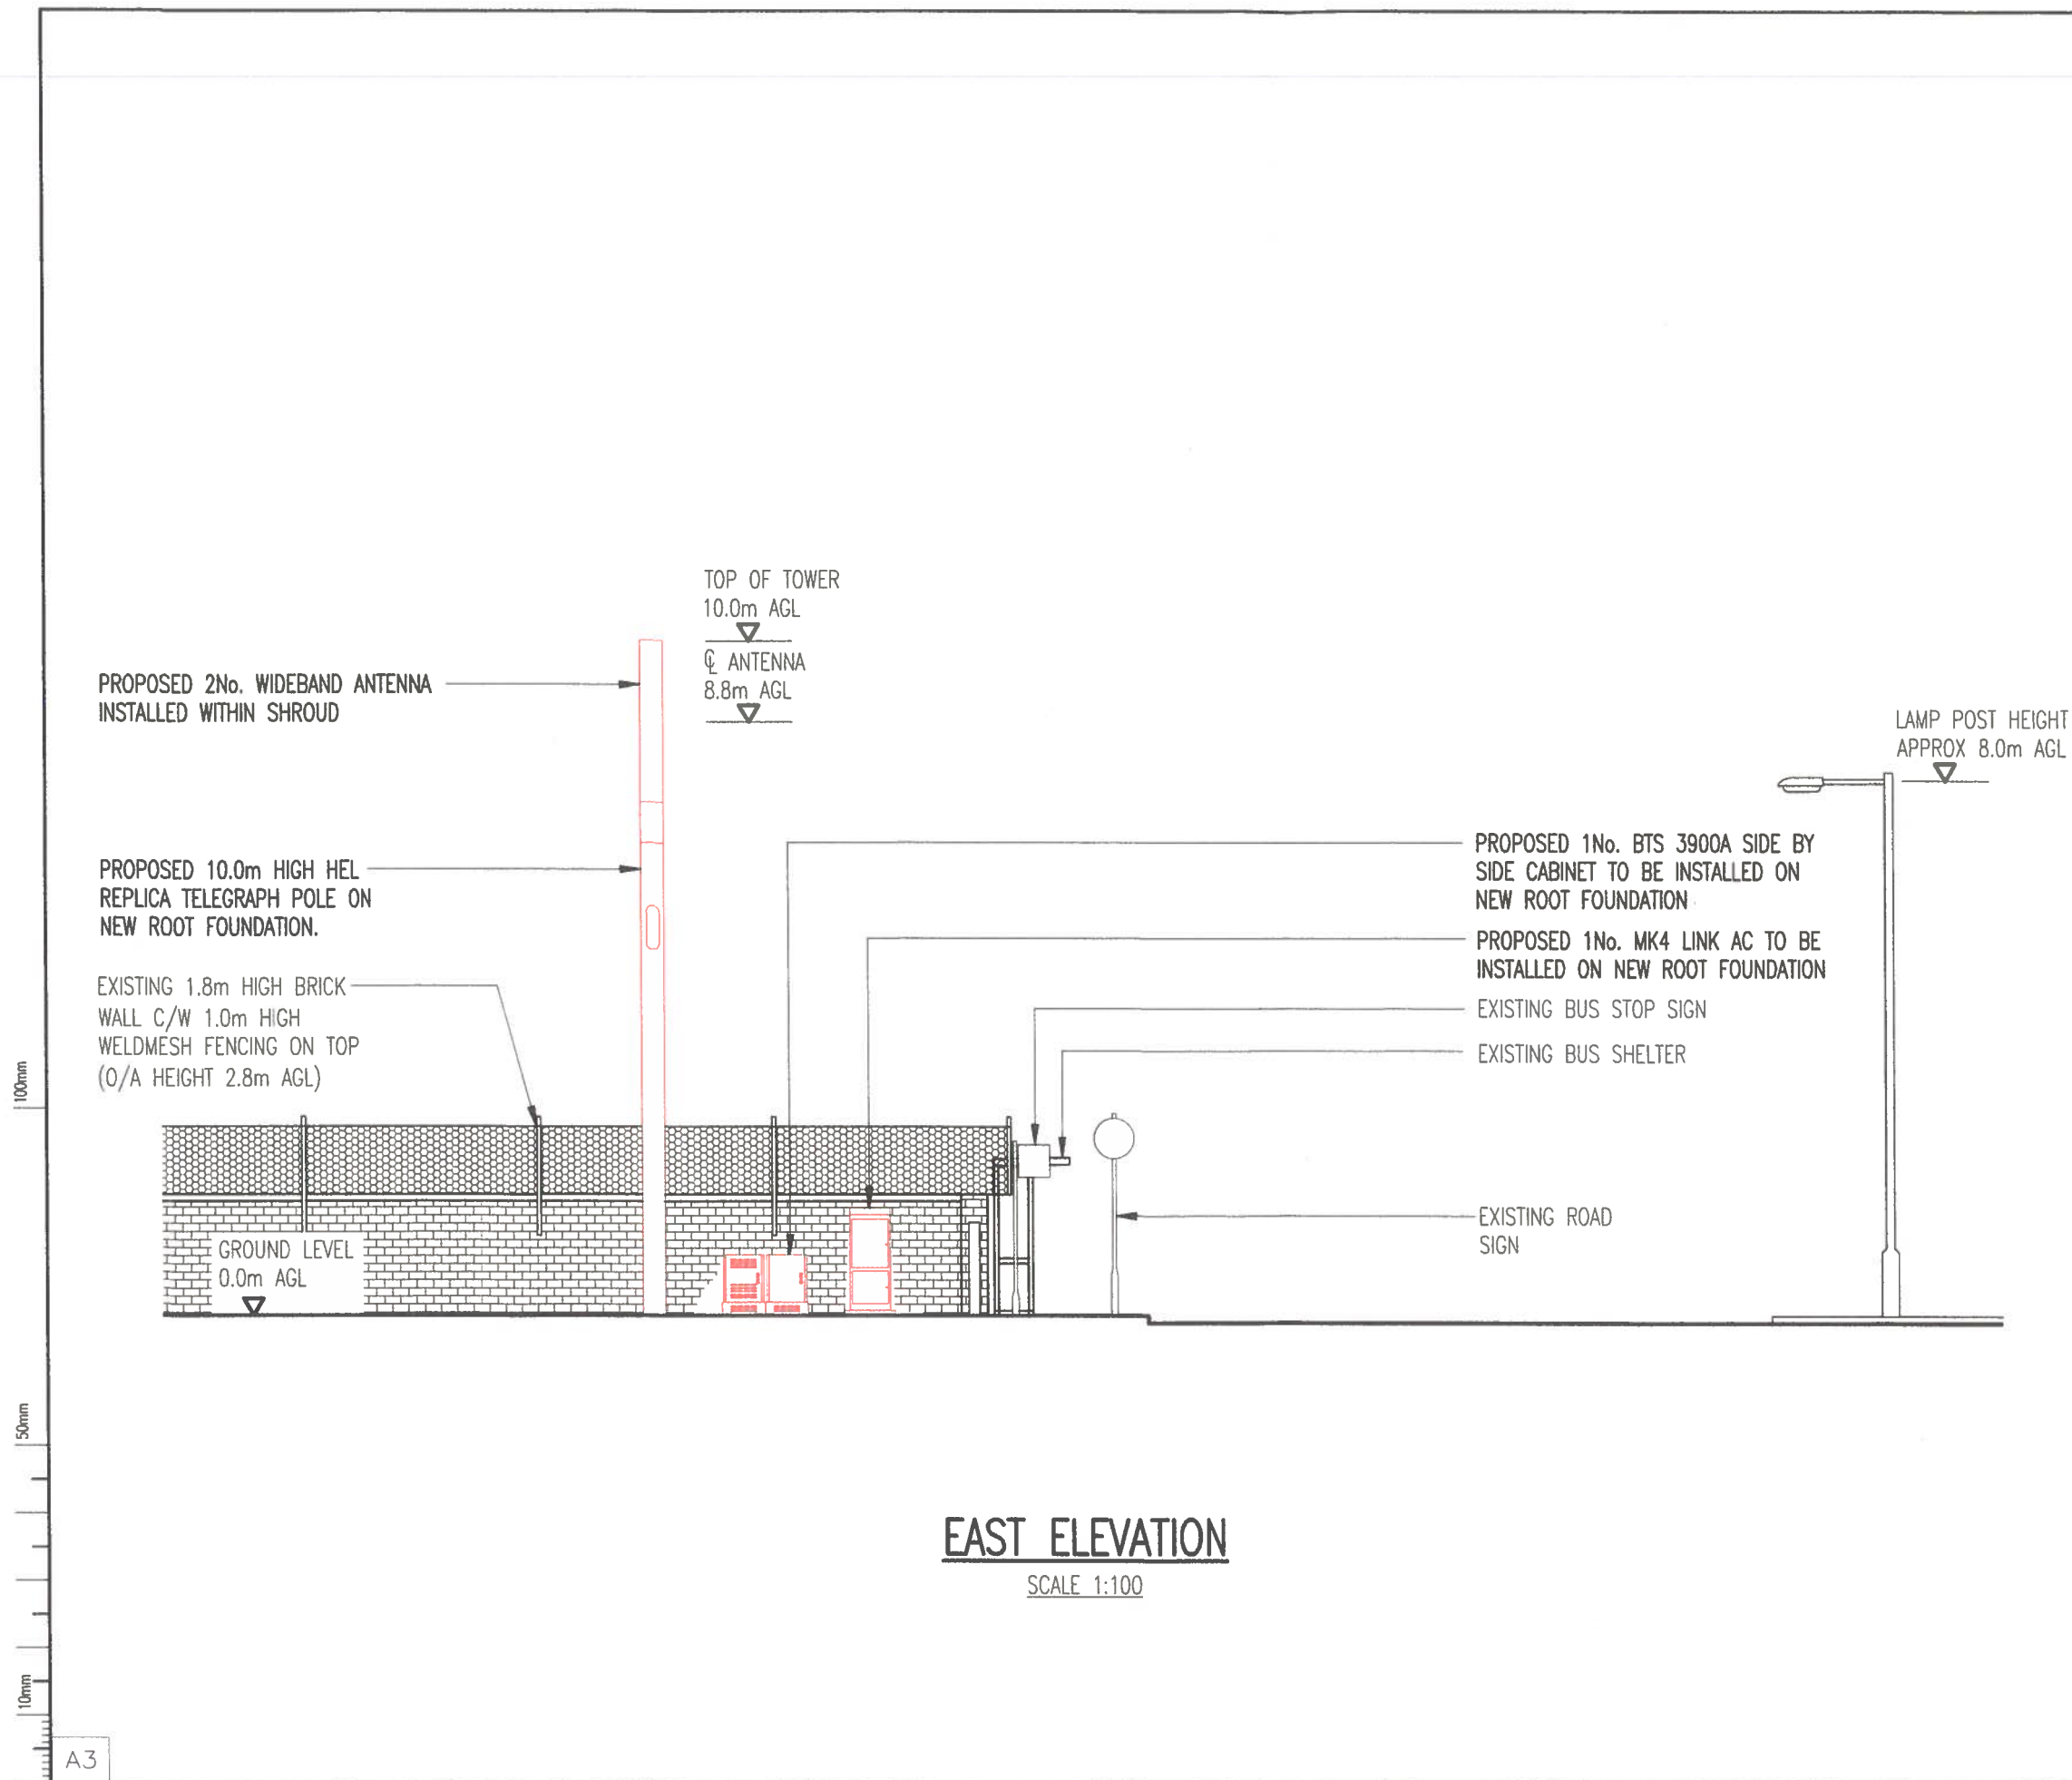 TOP OF TOWER
10.0m AGL
℄ ANTENNA
8.8m AGL
PROPOSED 2No. WIDEBAND ANTENNA
INSTALLED WITHIN SHROUD
LAMP POST HEIGHT
APPROX 8.0m AGL
PROPOSED 10.0m HIGH HEL
REPLICA TELEGRAPH POLE ON
NEW ROOT FOUNDATION.
PROPOSED 1No. BTS 3900A SIDE BY
SIDE CABINET TO BE INSTALLED ON
NEW ROOT FOUNDATION
PROPOSED 1No. MK4 LINK AC TO BE
INSTALLED ON NEW ROOT FOUNDATION
EXISTING 1.8m HIGH BRICK
WALL C/W 1.0m HIGH
WELDMESH FENCING ON TOP
(O/A HEIGHT 2.8m AGL)
EXISTING BUS STOP SIGN
EXISTING BUS SHELTER
EXISTING ROAD
SIGN
GROUND LEVEL
0.0m AGL
100mm
50mm
10mm
EAST ELEVATION
SCALE 1:100
A3